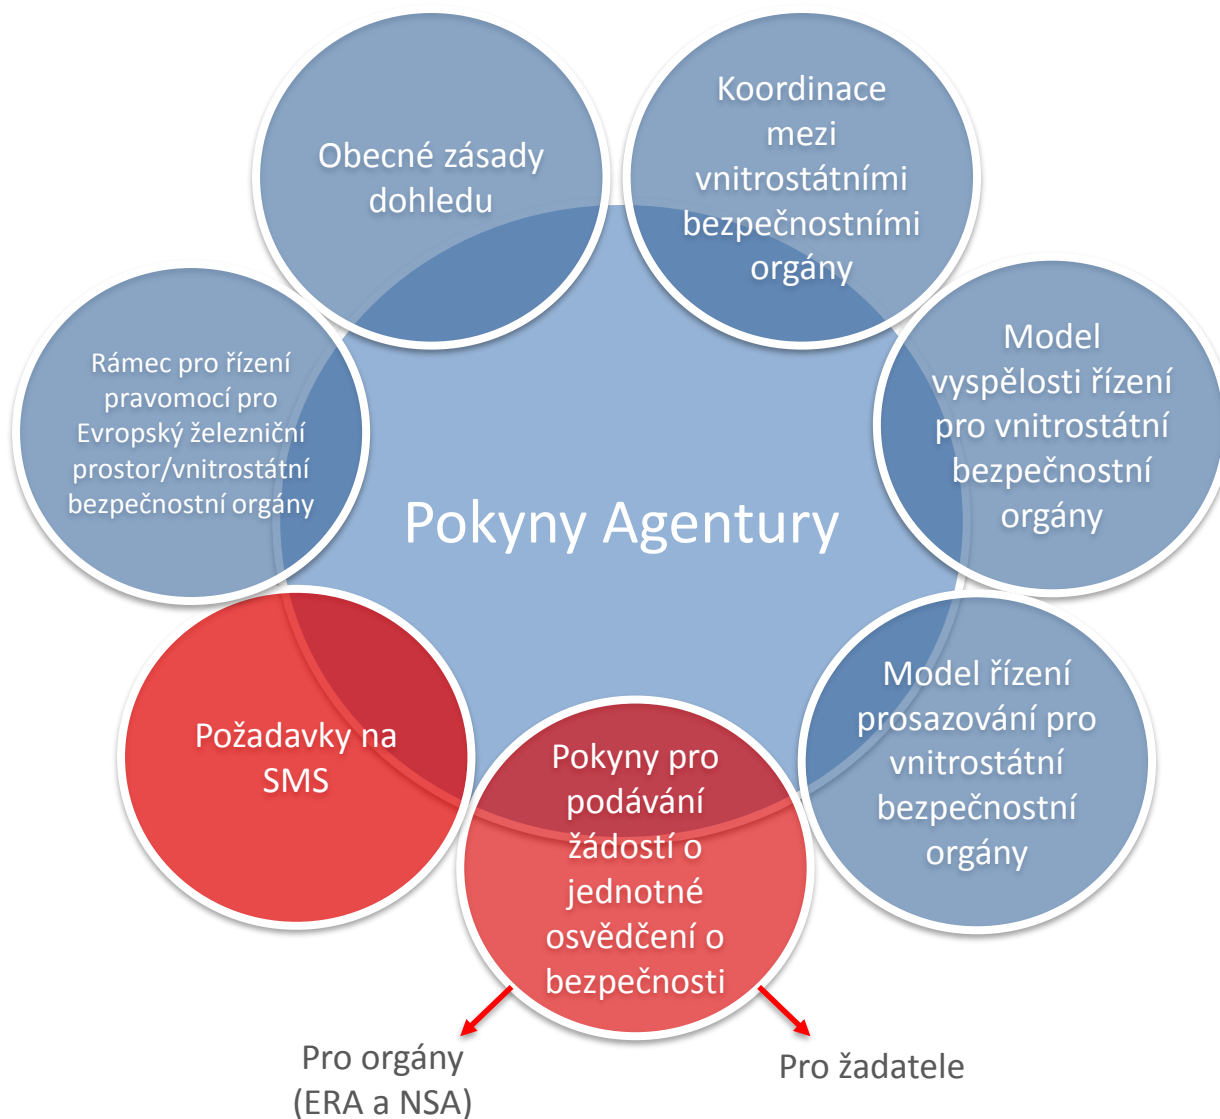 Obecné zásady
dohledu
Koordinace
mezi
vnitrostátními
bezpečnostními
orgány
Rámec pro řízení
pravomocí pro
Evropský železniční
prostor/vnitrostátní
bezpečnostní orgány
Model
vyspělosti řízení
pro vnitrostátní
bezpečnostní
orgány
Pokyny Agentury
Požadavky na
SMS
Pokyny pro
podávání
žádostí o
jednotné
osvědčení o
bezpečnosti
Model řízení
prosazování pro
vnitrostátní
bezpečnostní
orgány
Pro orgány
(ERA a NSA)
Pro žadatele